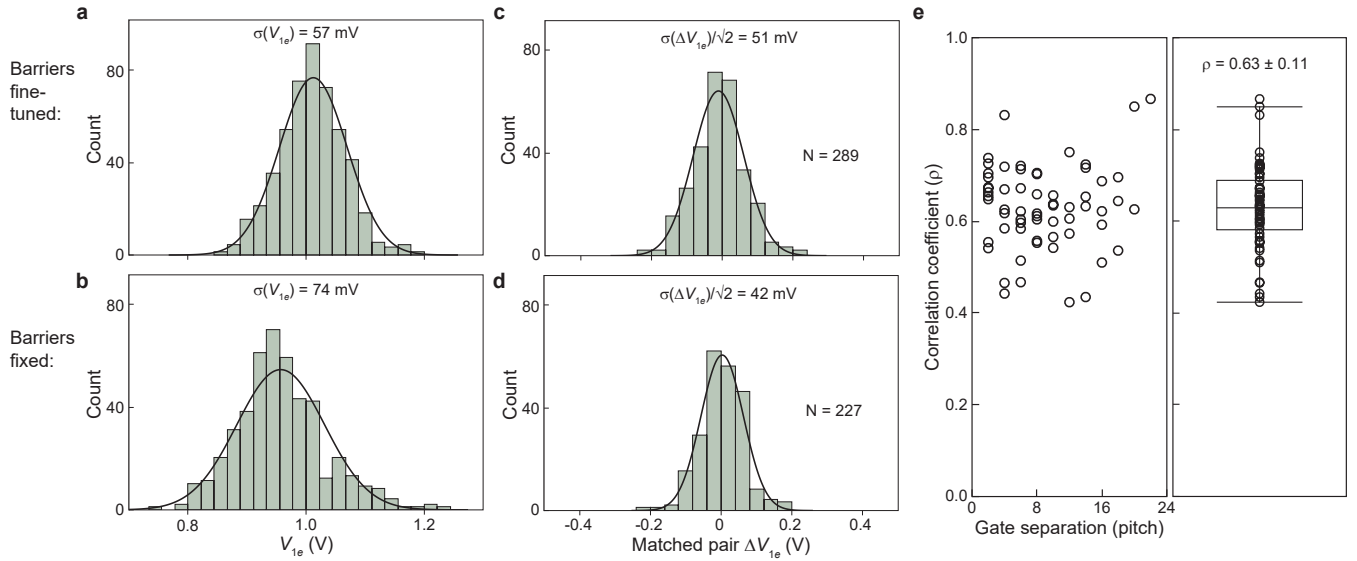 a
σ(V1e) = 57 mV
Barriers
fine-
tuned:
Count
80
40
0
b
σ(V1e) = 74 mV
Barriers
fixed:
Count
80
40
0
0.8
1.0
1.2
V1e (V)
c
σ(ΔV1e)/√2 = 51 mV
N = 289
Count
80
40
0
d
σ(ΔV1e)/√2 = 42 mV
N = 227
Count
80
40
0
-0.4
-0.2
0
0.2
0.4
Matched pair ΔV1e (V)
e
ρ = 0.63 ± 0.11
Correlation coefficient (ρ)
1.0
0.8
0.6
0.4
0.2
0.0
0
8
16
24
Gate separation (pitch)